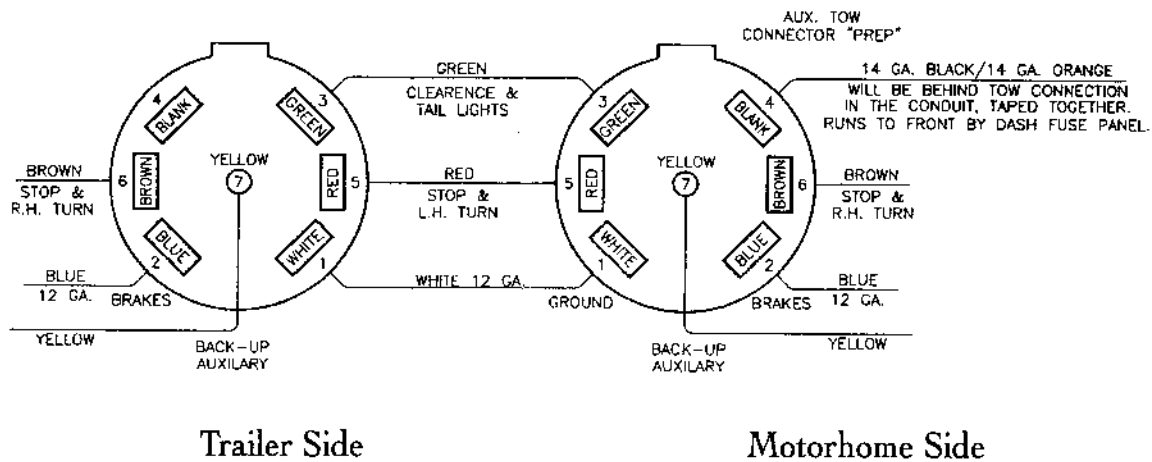 AUX. TOW
CONNECTOR "PREP"
GREEN
CLEARENCE &
TAIL LIGHTS
14 GA. BLACK/14 GA. ORANGE
WILL BE BEHIND TOW CONNECTION
IN THE CONDUIT, TAPED TOGETHER.
RUNS TO FRONT BY DASH FUSE PANEL.
4
BLANK
3
GREEN
3
GREEN
4
BLANK
BROWN
STOP &
R.H. TURN
6
BROWN
YELLOW
7
RED
5
RED
STOP &
L.H. TURN
5
RED
YELLOW
7
BROWN
6
BROWN
STOP &
R.H. TURN
BLUE
2
WHITE
1
WHITE 12 GA.
1
WHITE
BLUE
2
BLUE
12 GA.
BRAKES
GROUND
BRAKES
BLUE
12 GA.
YELLOW
BACK-UP
AUXILARY
BACK-UP
AUXILARY
YELLOW
Trailer Side
Motorhome Side